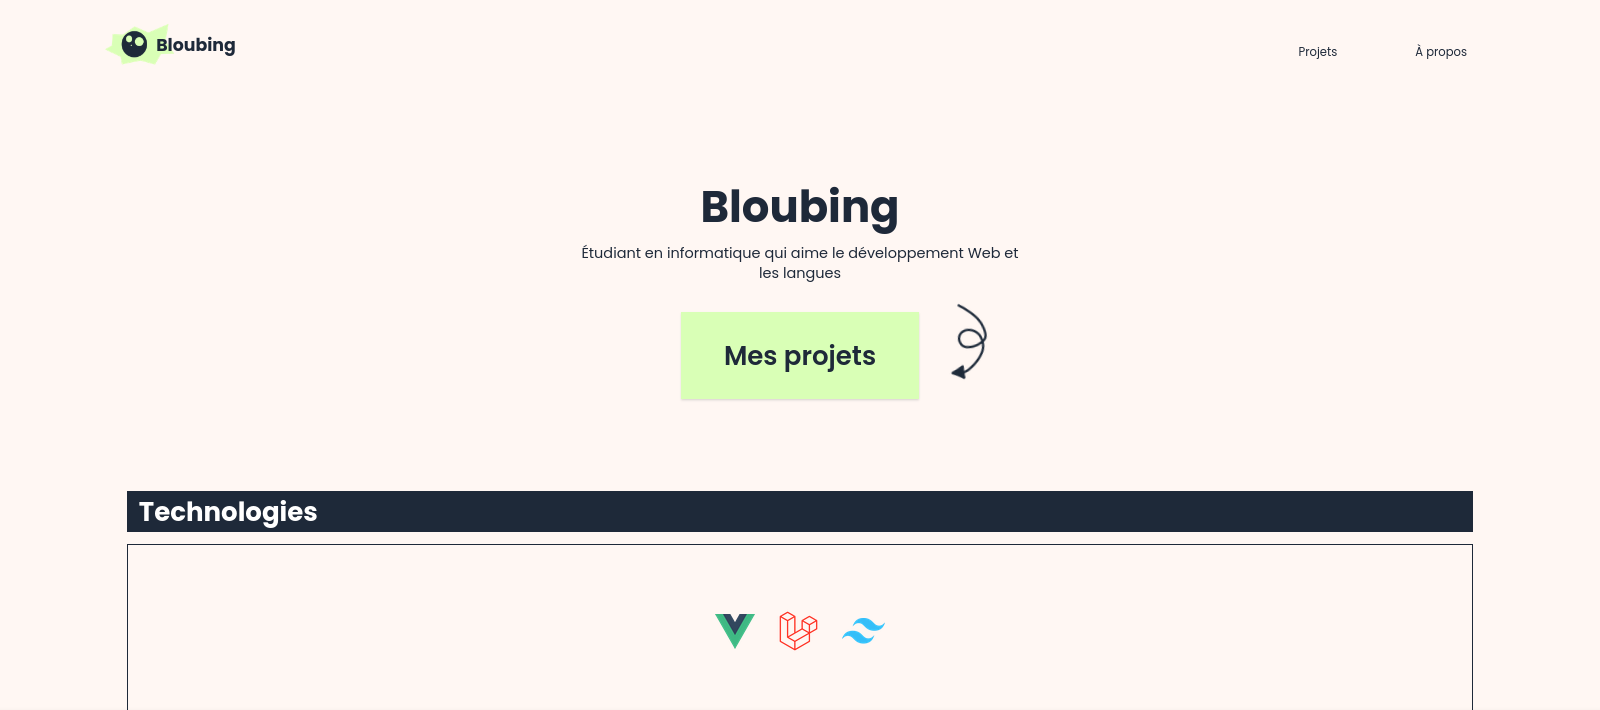 Bloubing
Projets
À propos
Bloubing
Étudiant en informatique qui aime le développement Web et
les langues
Mes projets
Technologies